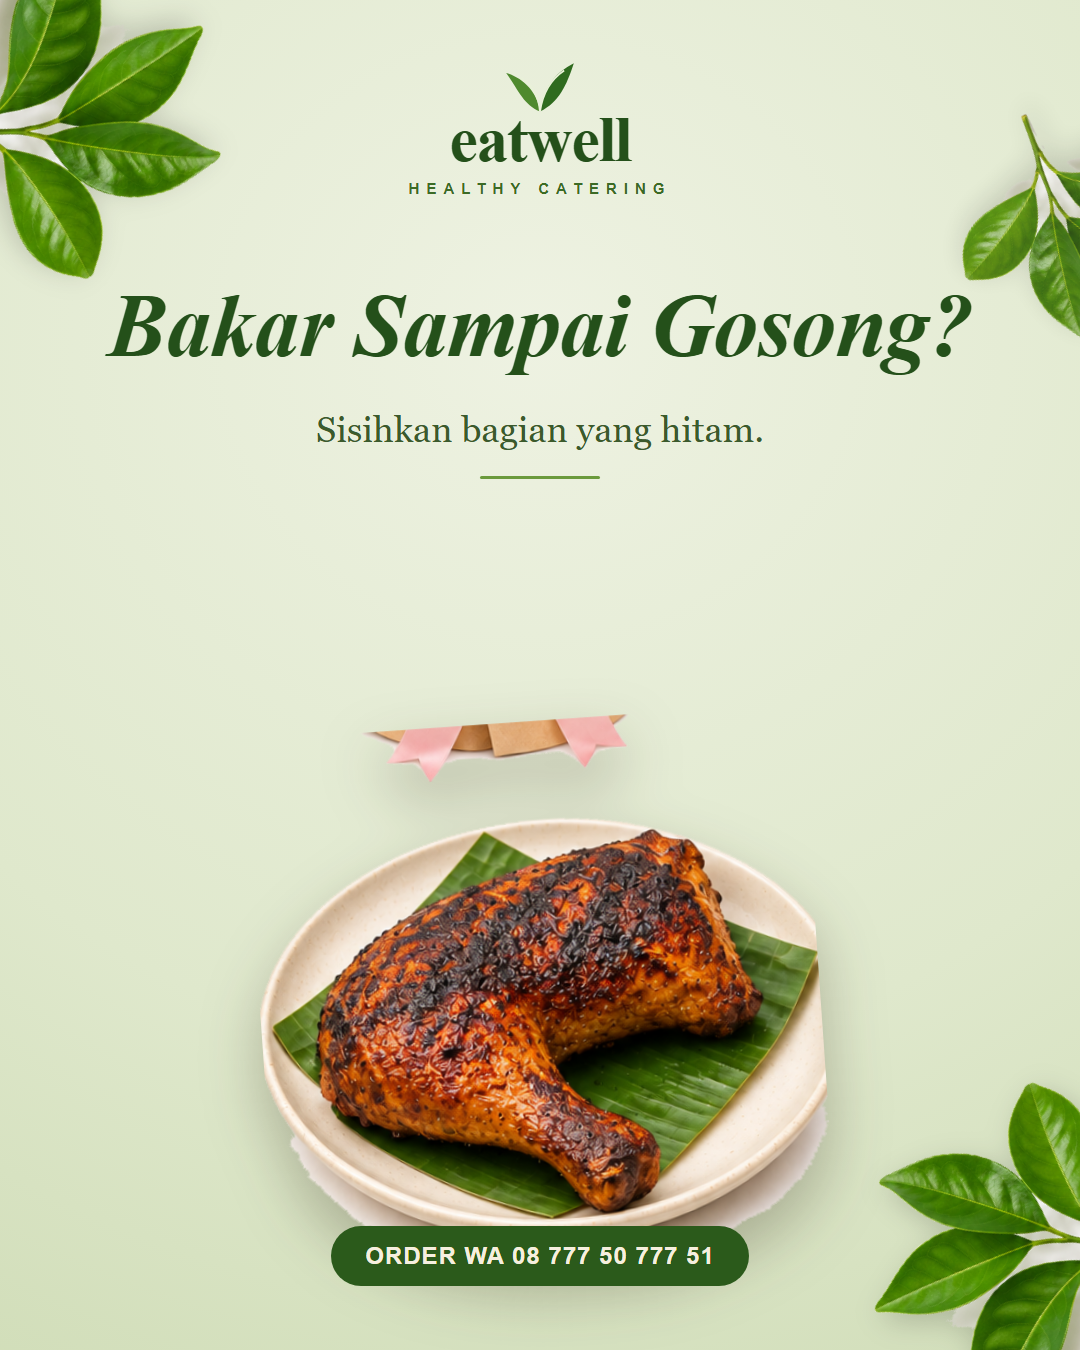 eatwell
HEALTHY CATERING
Bakar Sampai Gosong?
Sisihkan bagian yang hitam.
ORDER WA 08 777 50 777 51